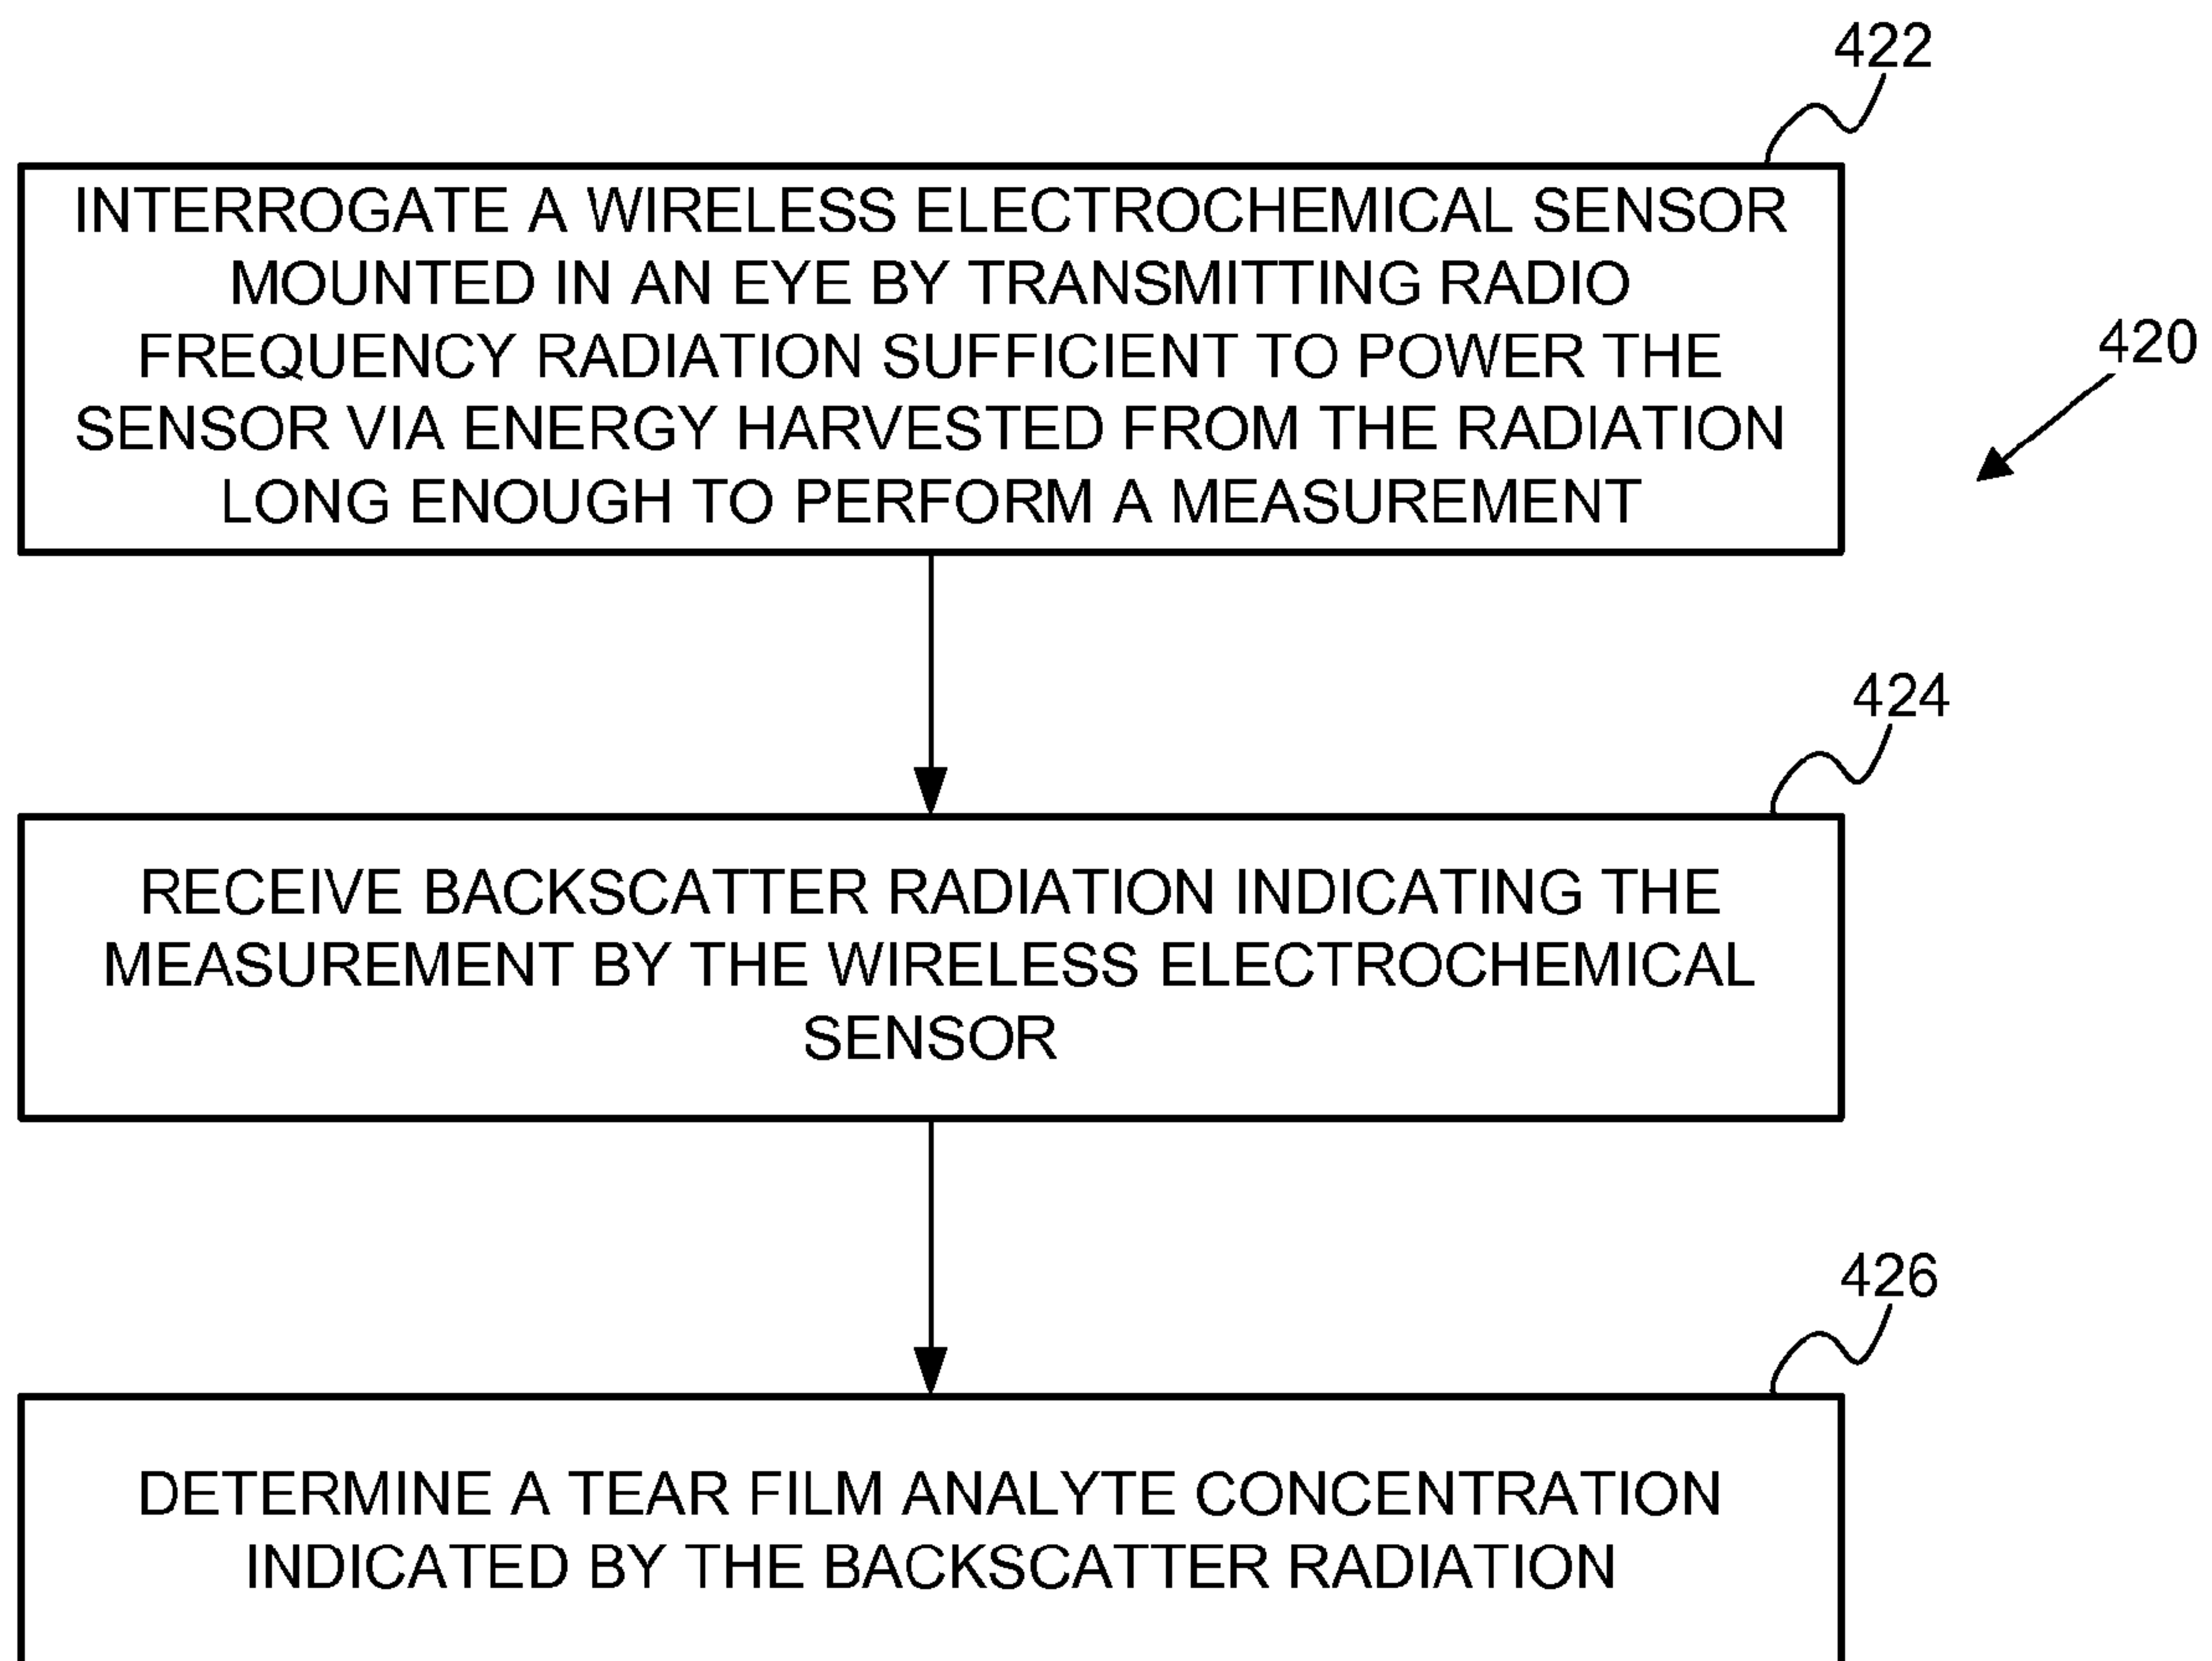 422
INTERROGATE A WIRELESS ELECTROCHEMICAL SENSOR
MOUNTED IN AN EYE BY TRANSMITTING RADIO
FREQUENCY RADIATION SUFFICIENT TO POWER THE
SENSOR VIA ENERGY HARVESTED FROM THE RADIATION
LONG ENOUGH TO PERFORM A MEASUREMENT
420
424
RECEIVE BACKSCATTER RADIATION INDICATING THE
MEASUREMENT BY THE WIRELESS ELECTROCHEMICAL
SENSOR
426
DETERMINE A TEAR FILM ANALYTE CONCENTRATION
INDICATED BY THE BACKSCATTER RADIATION